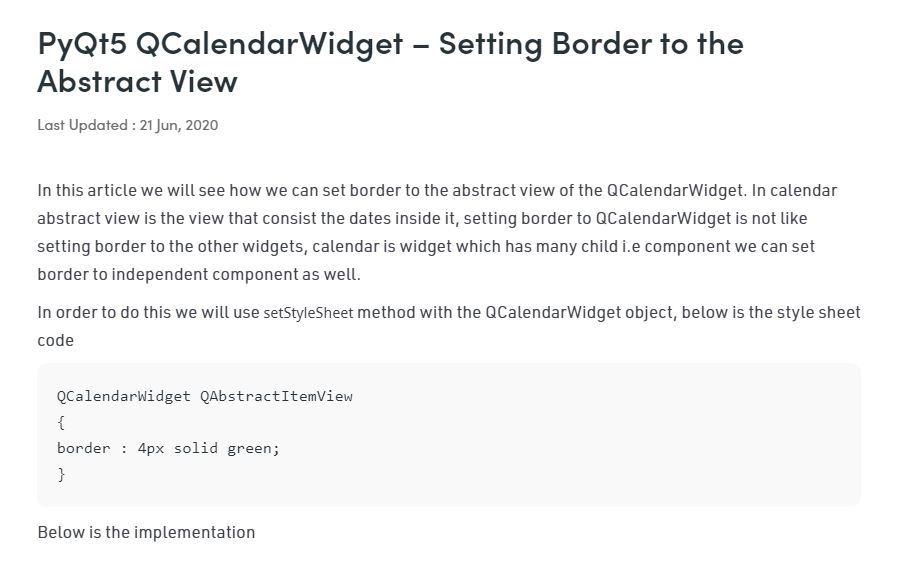 PyQt5 QCalendarWidget – Setting Border to the
Abstract View
Last Updated : 21 Jun, 2020
In this article we will see how we can set border to the abstract view of the QCalendarWidget. In calendar
abstract view is the view that consist the dates inside it, setting border to QCalendarWidget is not like
setting border to the other widgets, calendar is widget which has many child i.e component we can set
border to independent component as well.
In order to do this we will use setStyleSheet method with the QCalendarWidget object, below is the style sheet
code
QCalendarWidget QAbstractItemView
{
border : 4px solid green;
}
Below is the implementation